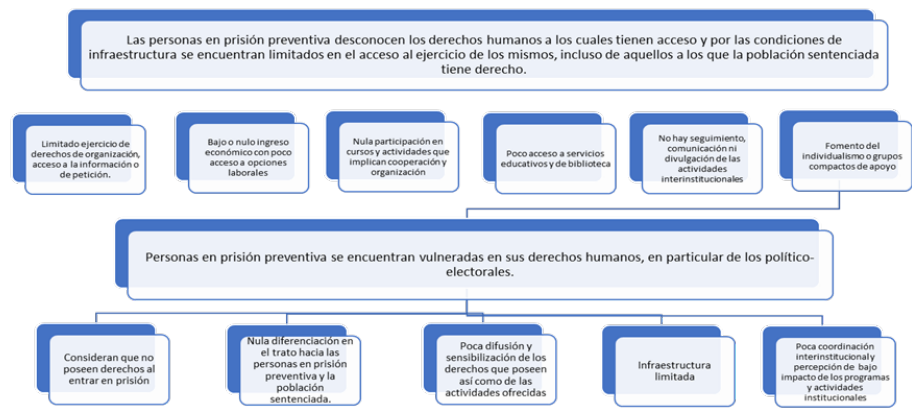 Las personas en prisión preventiva desconocen los derechos humanos a los cuales tienen acceso y por las condiciones de
infraestructura se encuentran limitados en el acceso al ejercicio de los mismos, incluso de aquellos a los que la población sentenciada
tiene derecho.
Limitado ejercicio de
derechos de organización,
acceso a la información o
de petición.
Bajo o nulo ingreso
económico con poco
acceso a opciones
laborales
Nula participación en
cursos y actividades que
implican cooperación y
organización
Poco acceso a servicios
educativos y de biblioteca
No hay seguimiento,
comunicación ni
divulgación de las
actividades
interinstitucionales
Fomento del
individualismo o grupos
compactos de apoyo
Personas en prisión preventiva se encuentran vulneradas en sus derechos humanos, en particular de los político-
electorales.
Consideran que no
poseen derechos al
entrar en prisión
Nula diferenciación en
el trato hacia las
personas en prisión
preventiva y la
población
sentenciada.
Poca difusión y
sensibilización de los
derechos que poseen
así como de las
actividades ofrecidas
Infraestructura
limitada
Poca coordinación
interinstitucional y
percepción de bajo
impacto de los programas
y actividades
institucionales